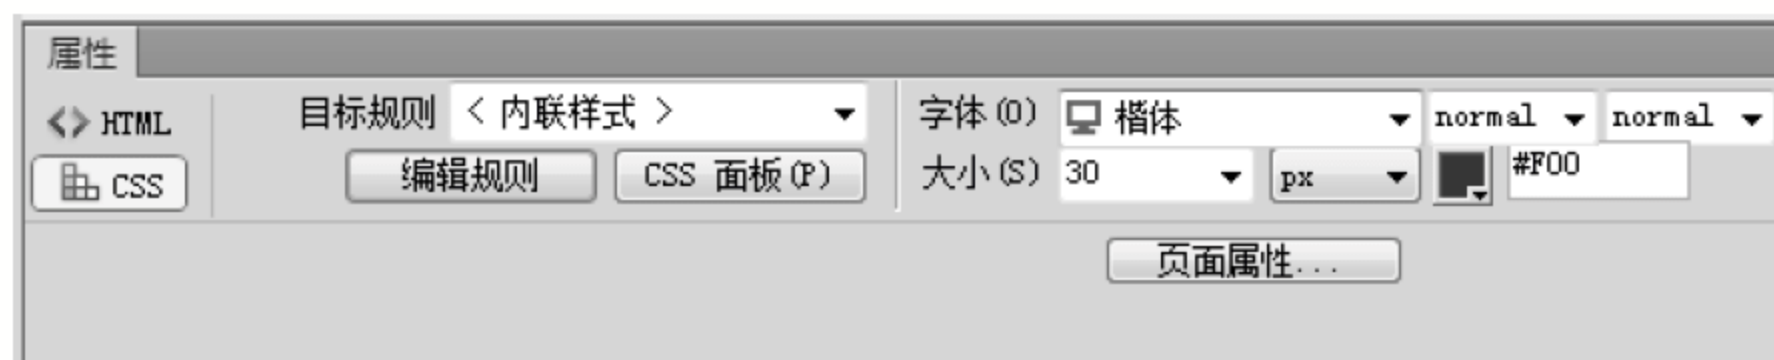 属性
HTML 目标规则 < 内联样式 > 字体(O) 楷体 normal normal
CSS 编辑规则 CSS 面板(P) 大小(S) 30 px #F00
页面属性...